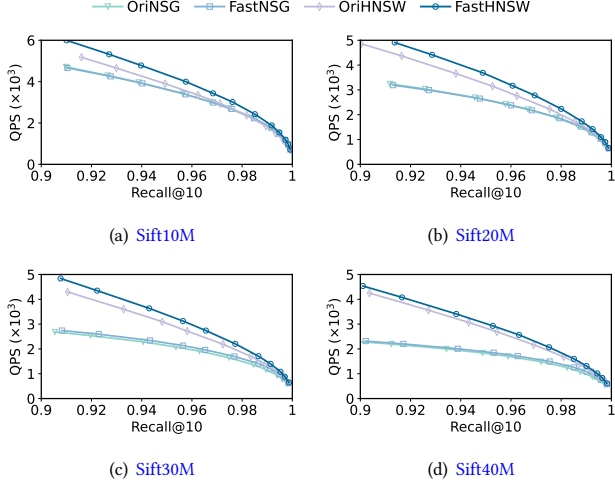 OriNSG FastNSG OriHNSW FastHNSW
QPS (×10³)
6
4
2
0
0.9 0.92 0.94 0.96 0.98 1
Recall@10
(a) Sift10M
QPS (×10³)
5
4
3
2
1
0
0.9 0.92 0.94 0.96 0.98 1
Recall@10
(b) Sift20M
QPS (×10³)
5
4
3
2
1
0
0.9 0.92 0.94 0.96 0.98 1
Recall@10
(c) Sift30M
QPS (×10³)
5
4
3
2
1
0
0.9 0.92 0.94 0.96 0.98 1
Recall@10
(d) Sift40M